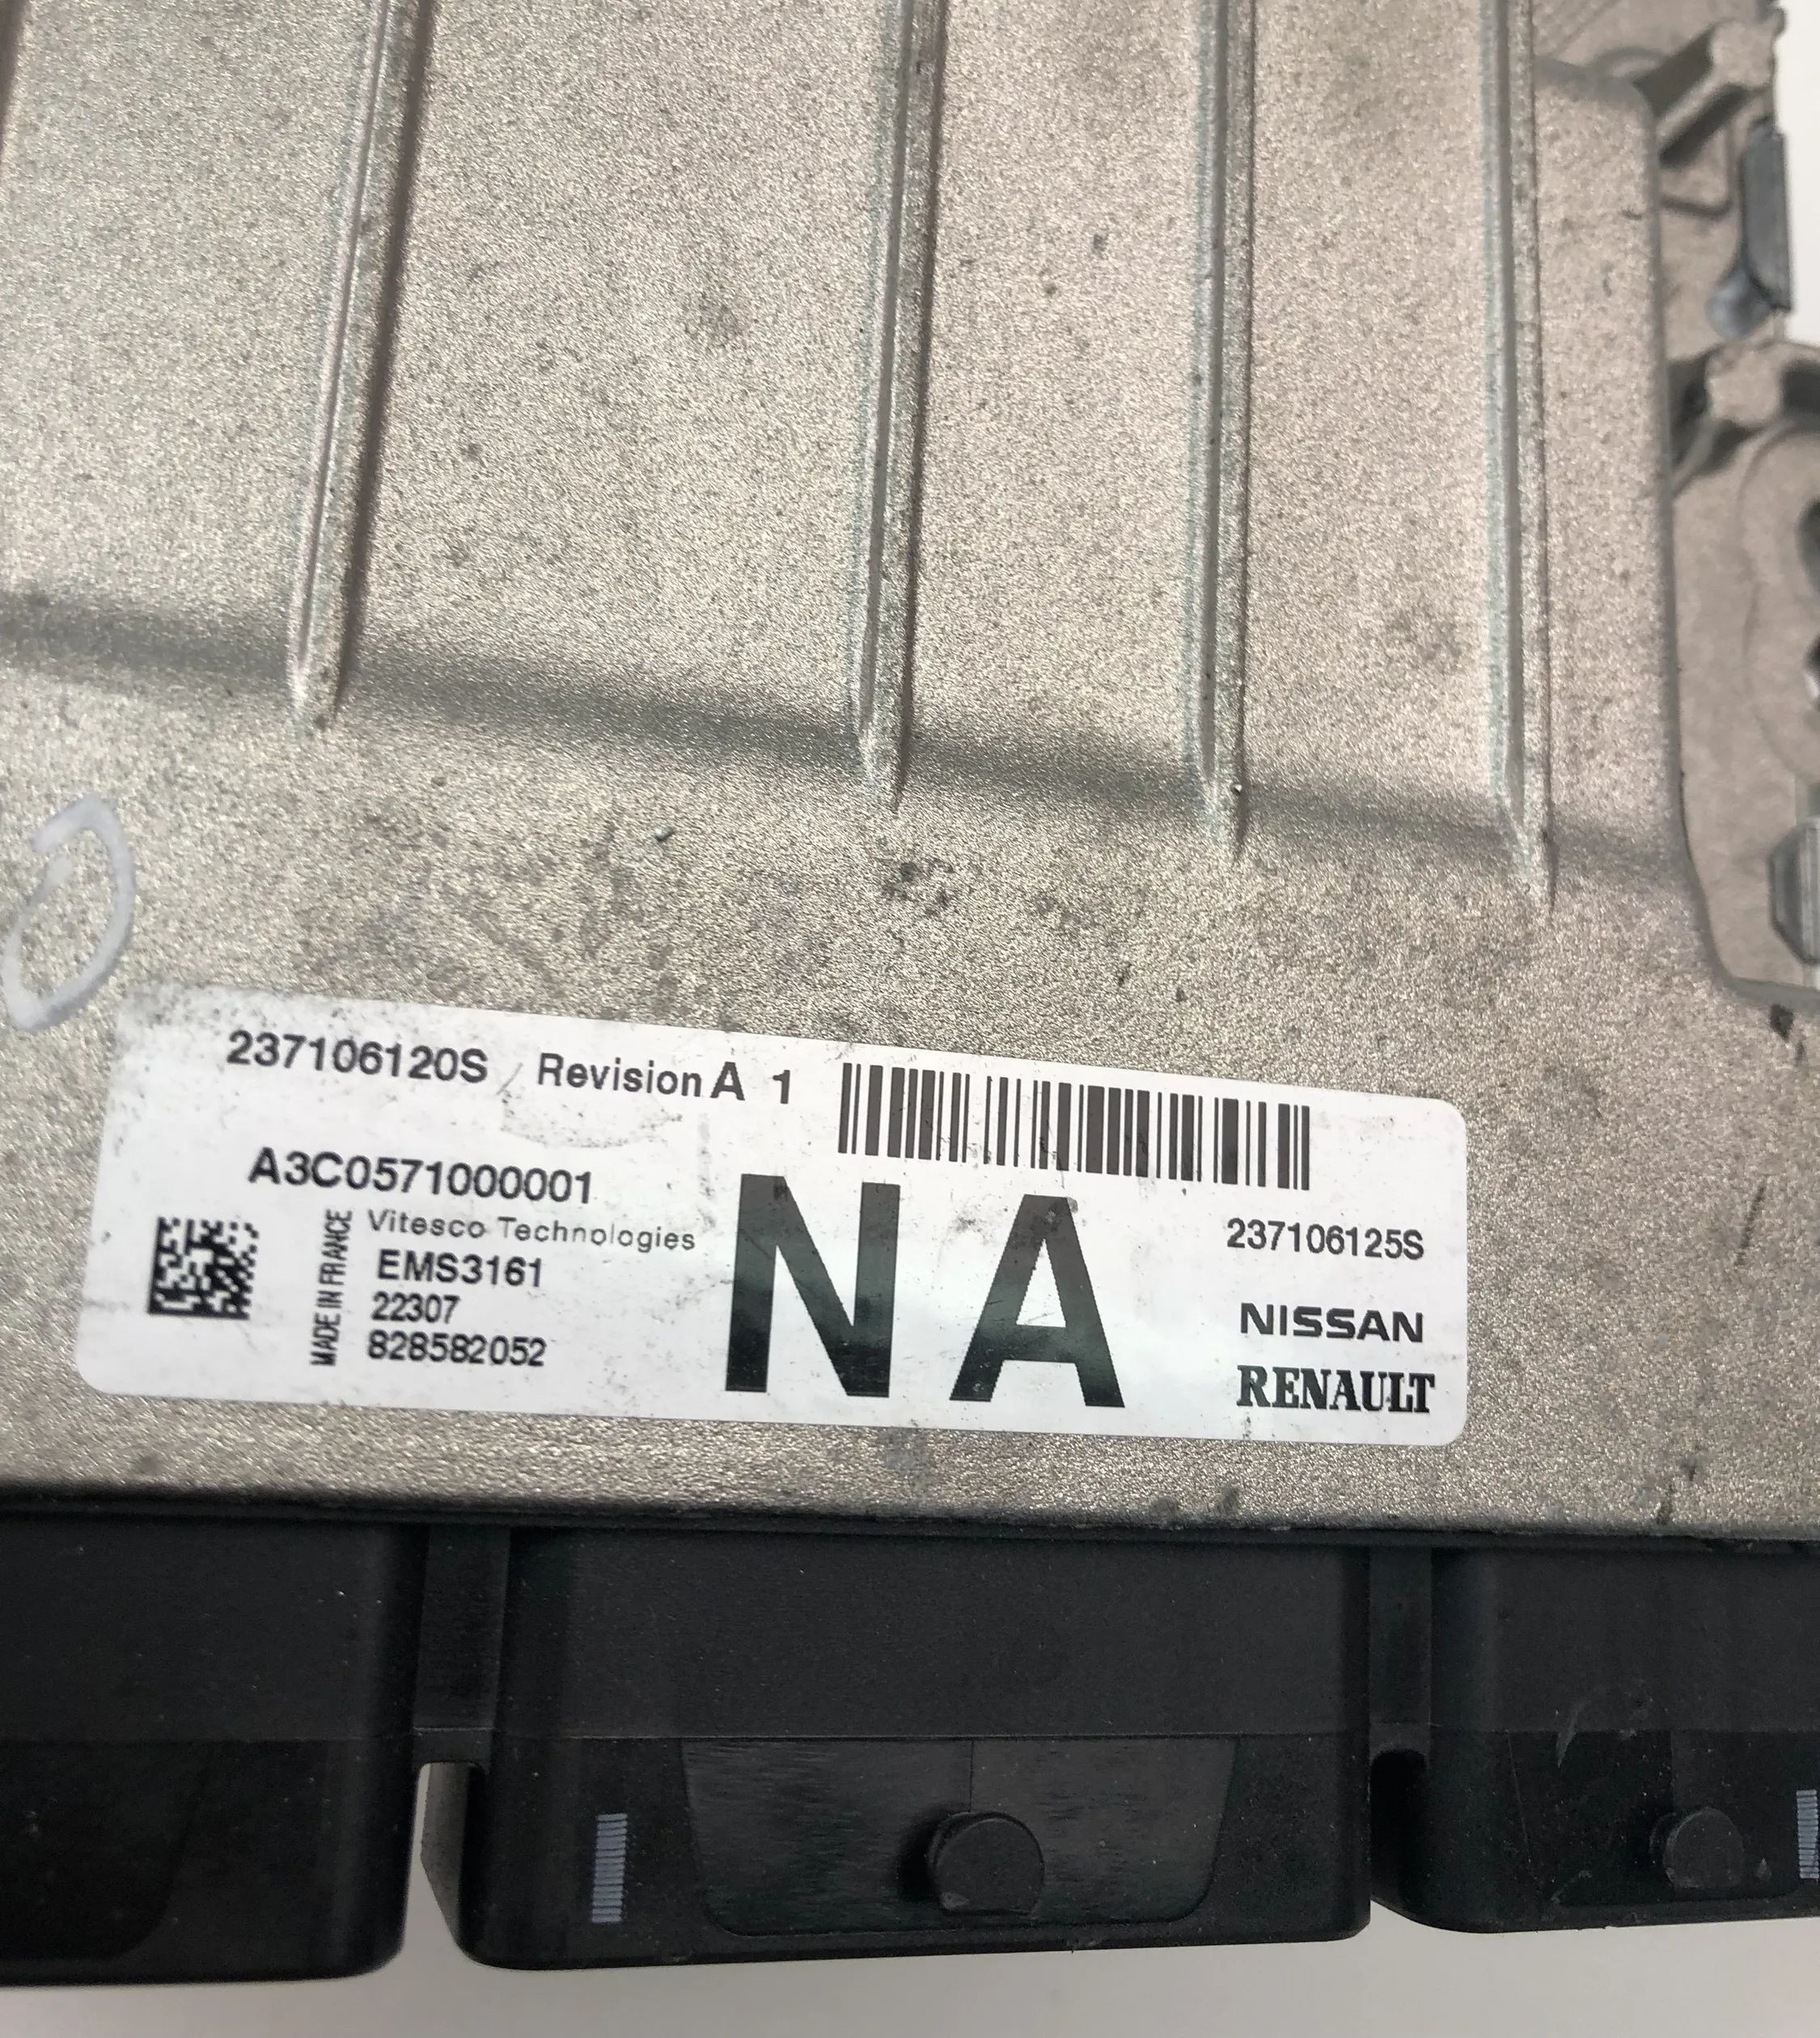 237106120S / Revision A 1
A3C0571000001
MADE IN FRANCE
Vitesco Technologies
EMS3161
22307
828582052
NA
237106125S
NISSAN
RENAULT